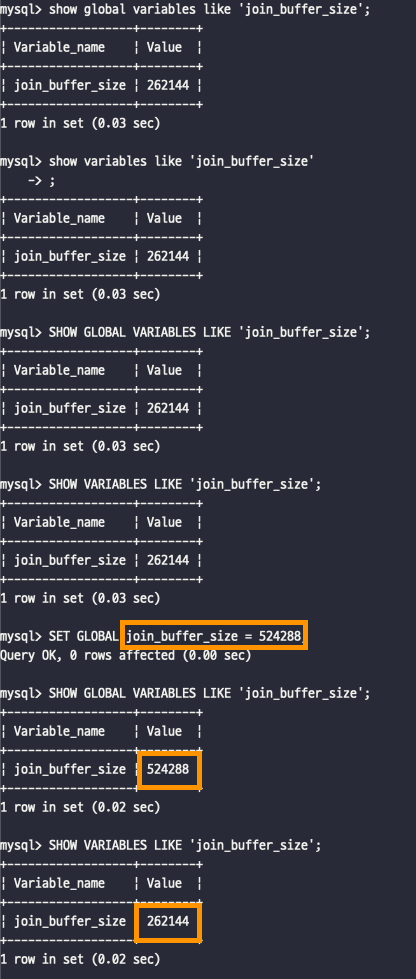 mysql> show global variables like 'join_buffer_size';
+------------------+--------+
¦ Variable_name    ¦ Value  ¦
+------------------+--------+
¦ join_buffer_size ¦ 262144 ¦
+------------------+--------+
1 row in set (0.03 sec)
mysql> show variables like 'join_buffer_size'
    -> ;
+------------------+--------+
¦ Variable_name    ¦ Value  ¦
+------------------+--------+
¦ join_buffer_size ¦ 262144 ¦
+------------------+--------+
1 row in set (0.03 sec)
mysql> SHOW GLOBAL VARIABLES LIKE 'join_buffer_size';
+------------------+--------+
¦ Variable_name    ¦ Value  ¦
+------------------+--------+
¦ join_buffer_size ¦ 262144 ¦
+------------------+--------+
1 row in set (0.03 sec)
mysql> SHOW VARIABLES LIKE 'join_buffer_size';
+------------------+--------+
¦ Variable_name    ¦ Value  ¦
+------------------+--------+
¦ join_buffer_size ¦ 262144 ¦
+------------------+--------+
1 row in set (0.03 sec)
mysql> SET GLOBAL join_buffer_size = 524288;
Query OK, 0 rows affected (0.00 sec)
mysql> SHOW GLOBAL VARIABLES LIKE 'join_buffer_size';
+------------------+--------+
¦ Variable_name    ¦ Value  ¦
+------------------+--------+
¦ join_buffer_size ¦ 524288
+------------------+--------+
1 row in set (0.02 sec)
mysql> SHOW VARIABLES LIKE 'join_buffer_size';
+------------------+--------+
¦ Variable_name    ¦ Value  ¦
+------------------+--------+
¦ join_buffer_size 262144
+------------------+--------+
1 row in set (0.02 sec)